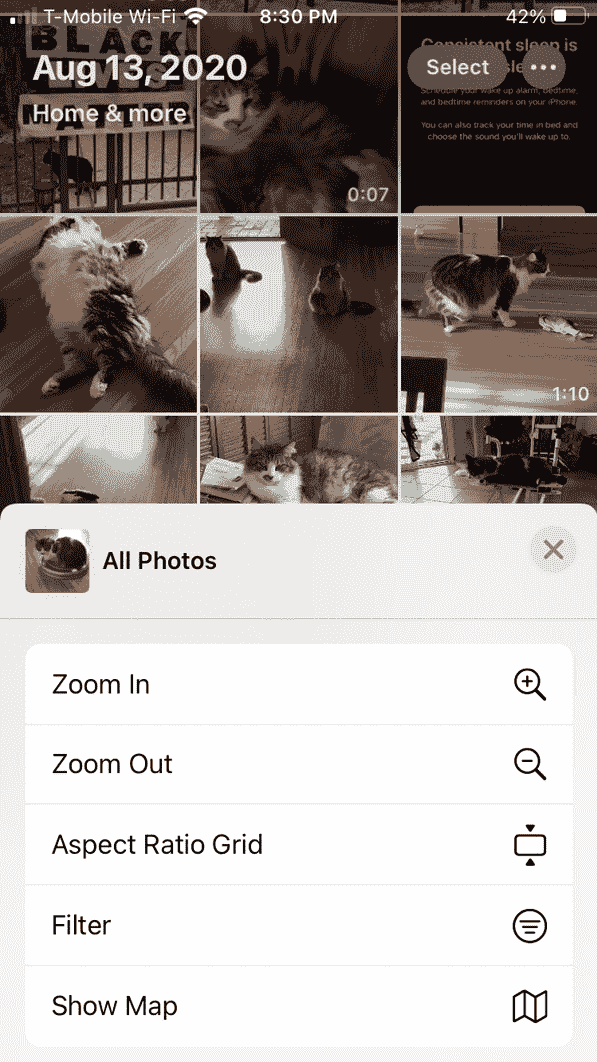 T-Mobile Wi-Fi 8:30 PM 42%
BLACK
LIVES
MATTER
Aug 13, 2020
Home & more
Select
Consistent sleep is
Schedule your wake up alarm, bedtime,
and bedtime reminders on your iPhone.
You can also track your time in bed and
choose the sound you'll wake up to.
0:07
1:10
All Photos
Zoom In
Zoom Out
Aspect Ratio Grid
Filter
Show Map